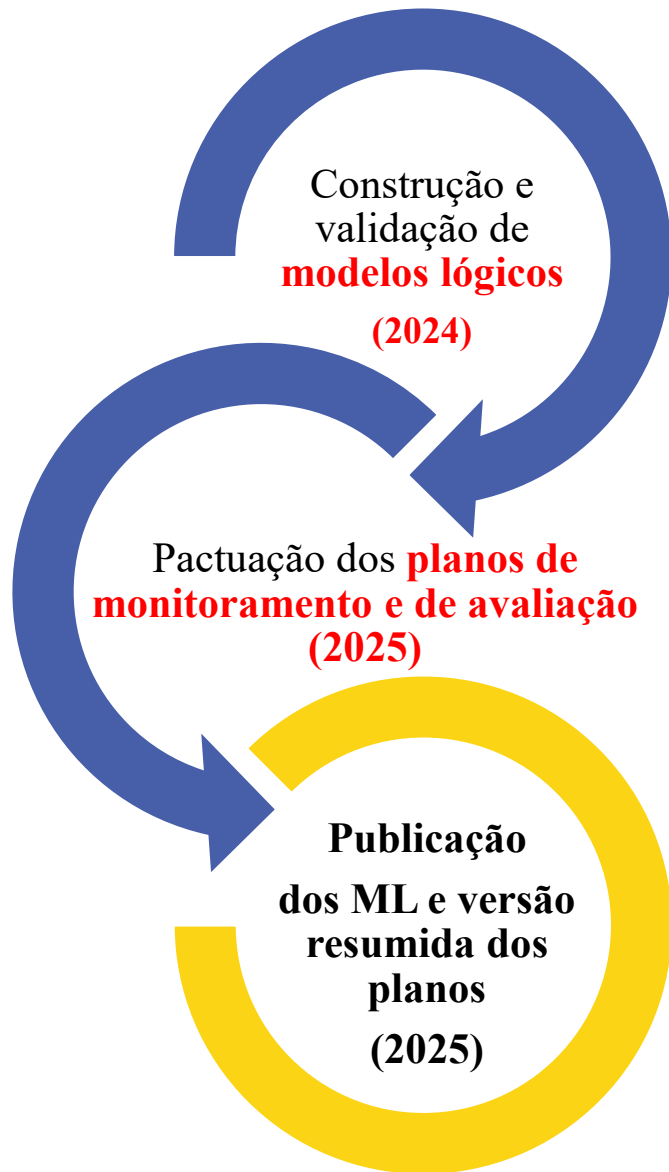 Construção e
validação de
modelos lógicos
(2024)
Pactuação dos planos de
monitoramento e de avaliação
(2025)
Publicação
dos ML e versão
resumida dos
planos
(2025)